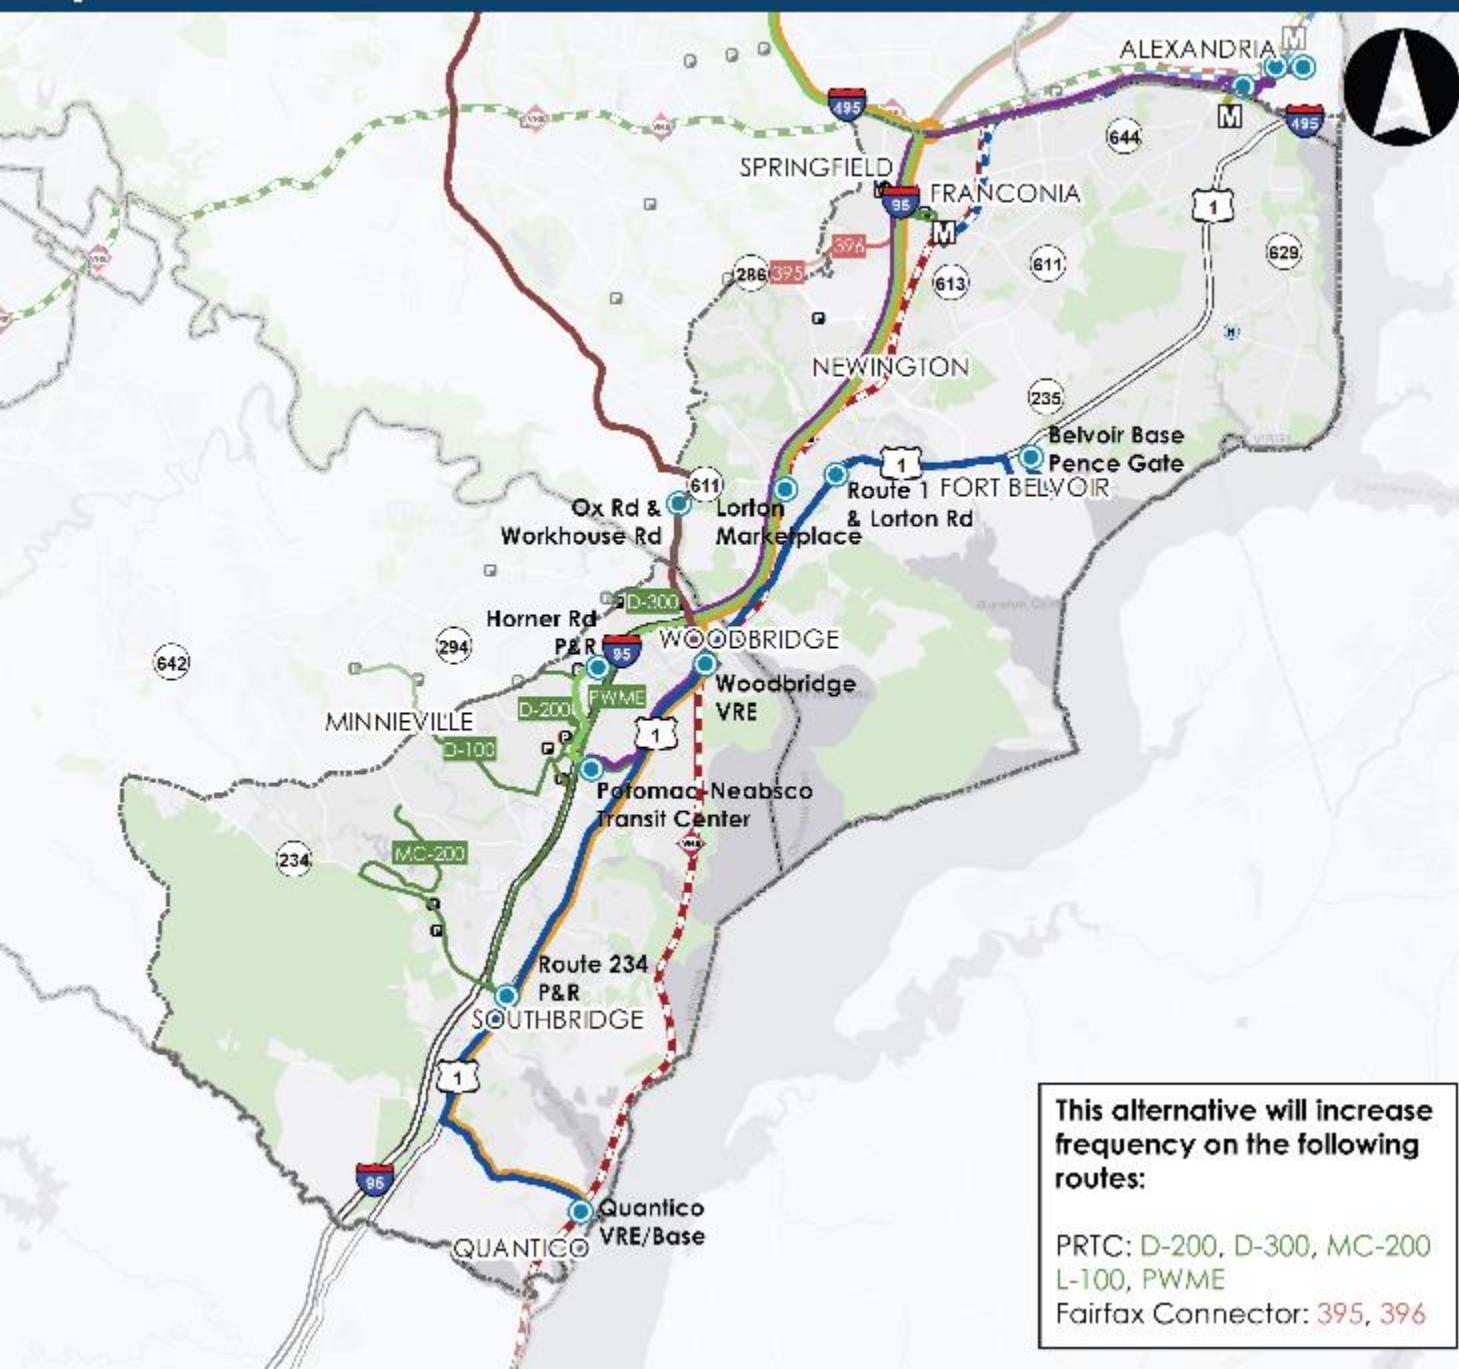 ALEXANDRIA
M
495
M
495
644
SPRINGFIELD
95
FRANCONIA
1
M
396
286
395
613
611
629
H
NEWINGTON
235
Belvoir Base
Pence Gate
1
FORT BELVOIR
Route 1
& Lorton Rd
611
Ox Rd &
Workhouse Rd
Lorton
Marketplace
D-300
Horner Rd
P&R
95
WOODBRIDGE
294
642
Woodbridge
VRE
PWME
D-200
MINNIEVILLE
D-100
1
Potomac-Neabsco
Transit Center
VRE
MC-200
234
Route 234
P&R
SOUTHBRIDGE
1
95
Quantico
VRE/Base
QUANTICO
This alternative will increase
frequency on the following
routes:
PRTC: D-200, D-300, MC-200
L-100, PWME
Fairfax Connector: 395, 396